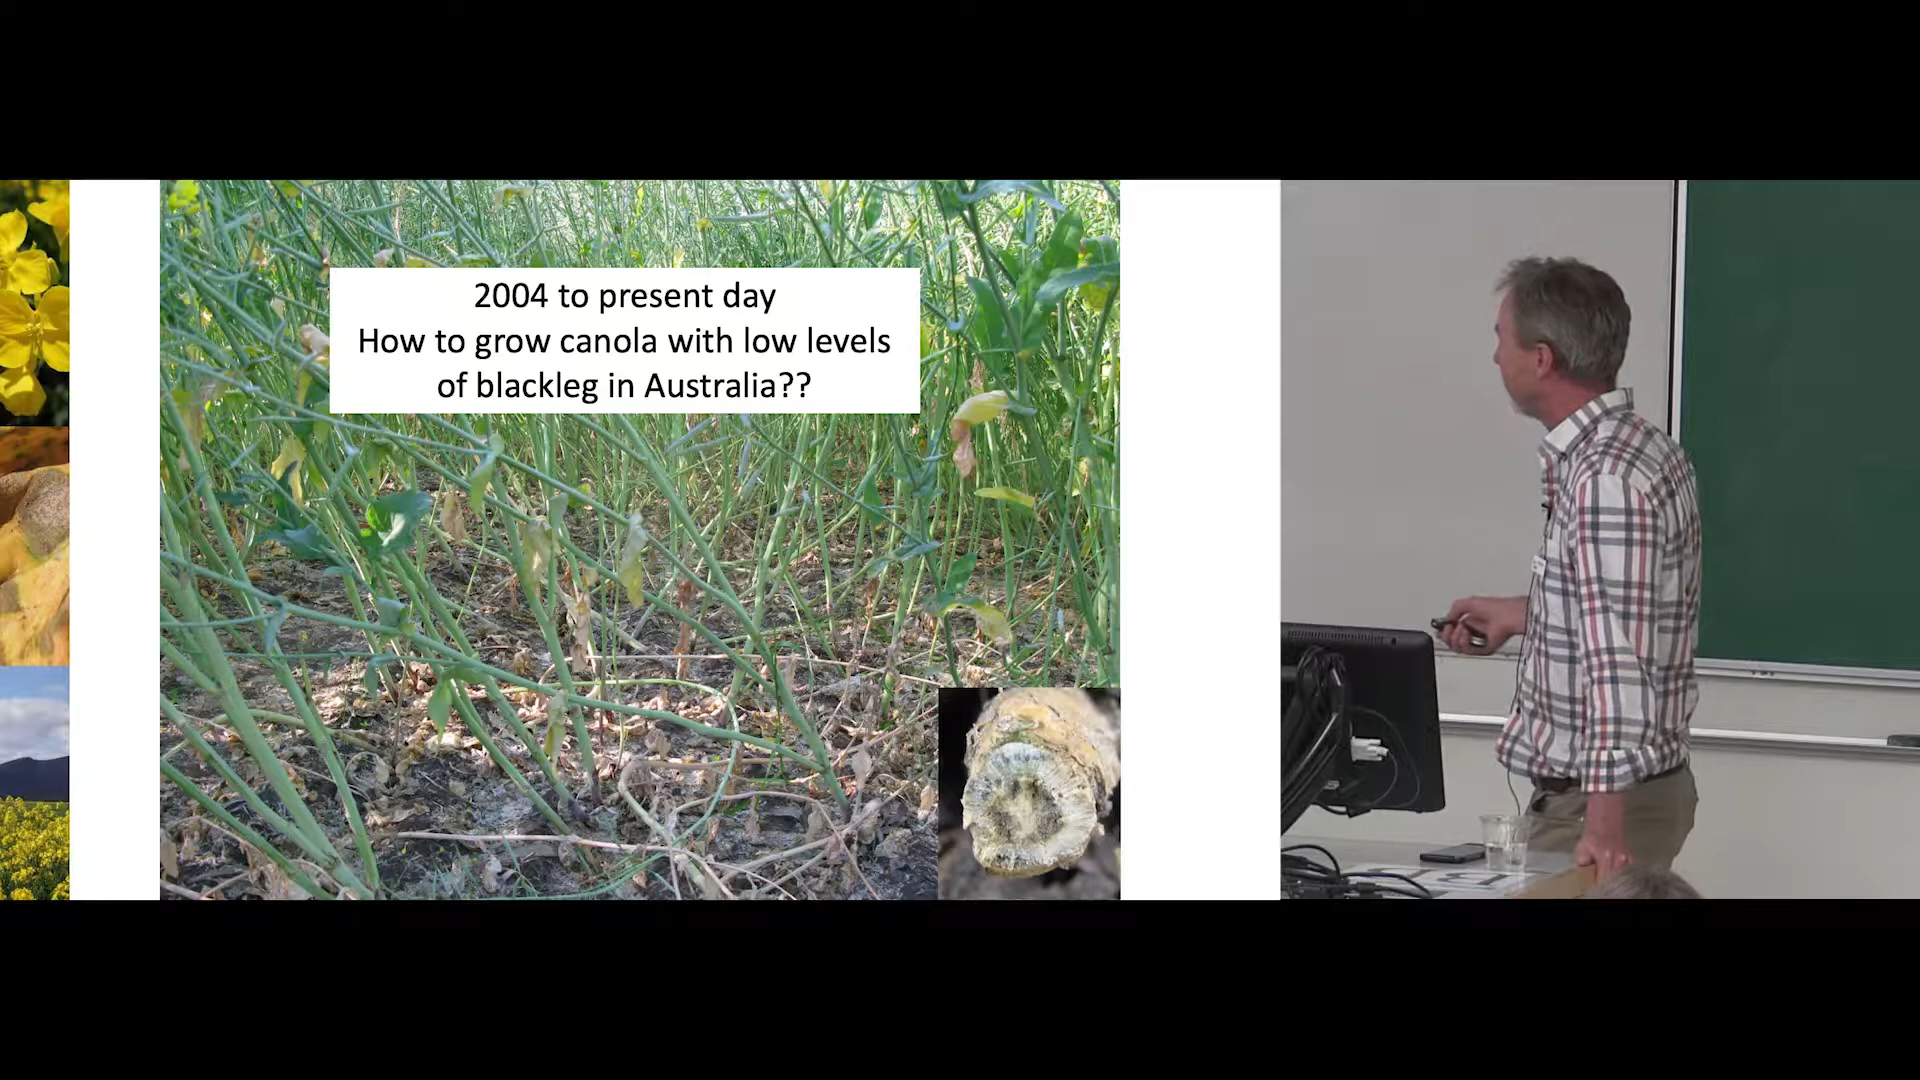 2004 to present day
How to grow canola with low levels
of blackleg in Australia??